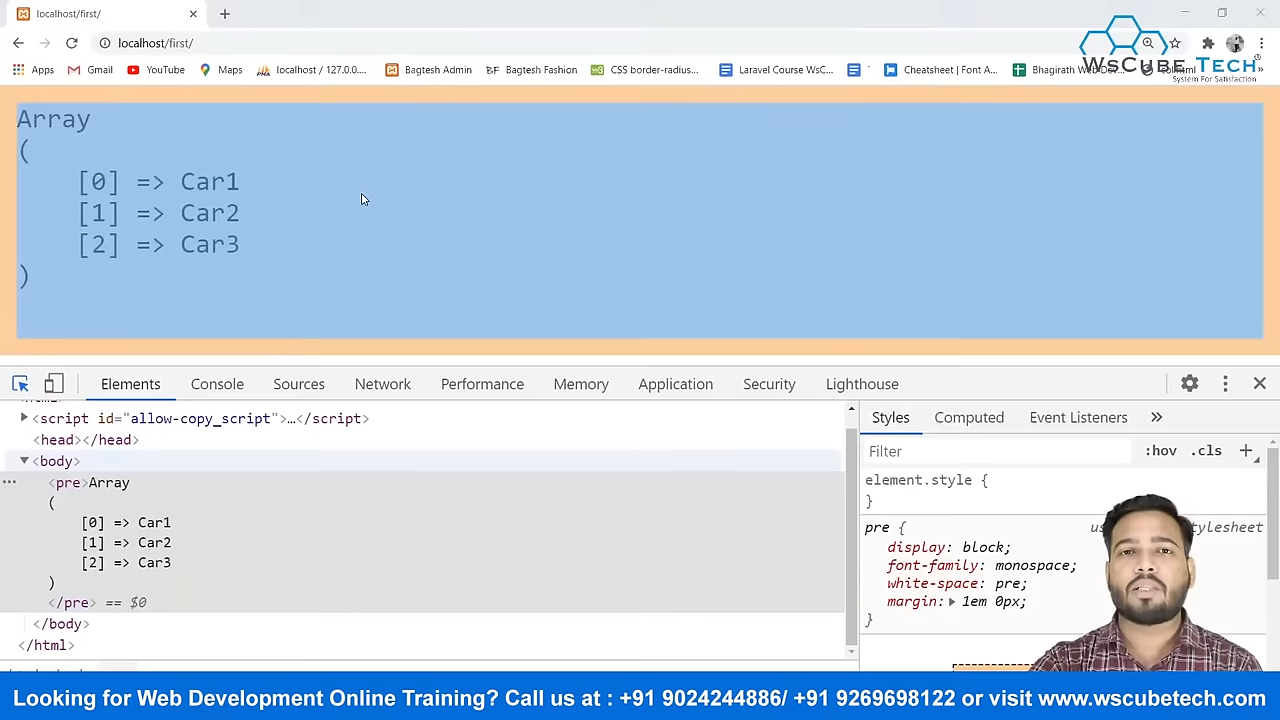 localhost/first/
localhost/first/
Apps Gmail YouTube Maps localhost / 127.0.0.... Bagtesh Admin BF Bagtesh Fashion CSS border-radius... Laravel Course WsC... Cheatsheet | Font A... Bhagirath Web Dev...
WsCUBE TECH
System For Satisfaction
Array
(
[0] => Car1
[1] => Car2
[2] => Car3
)
Elements Console Sources Network Performance Memory Application Security Lighthouse
<script id="allow-copy_script">…</script>
<head></head>
<body>
<pre>Array
(
[0] => Car1
[1] => Car2
[2] => Car3
)
</pre> == $0
</body>
</html>
Styles Computed Event Listeners
Filter :hov .cls
element.style {
}
pre {
display: block;
font-family: monospace;
white-space: pre;
margin: 1em 0px;
}
Looking for Web Development Online Training? Call us at : +91 9024244886/ +91 9269698122 or visit www.wscubetech.com